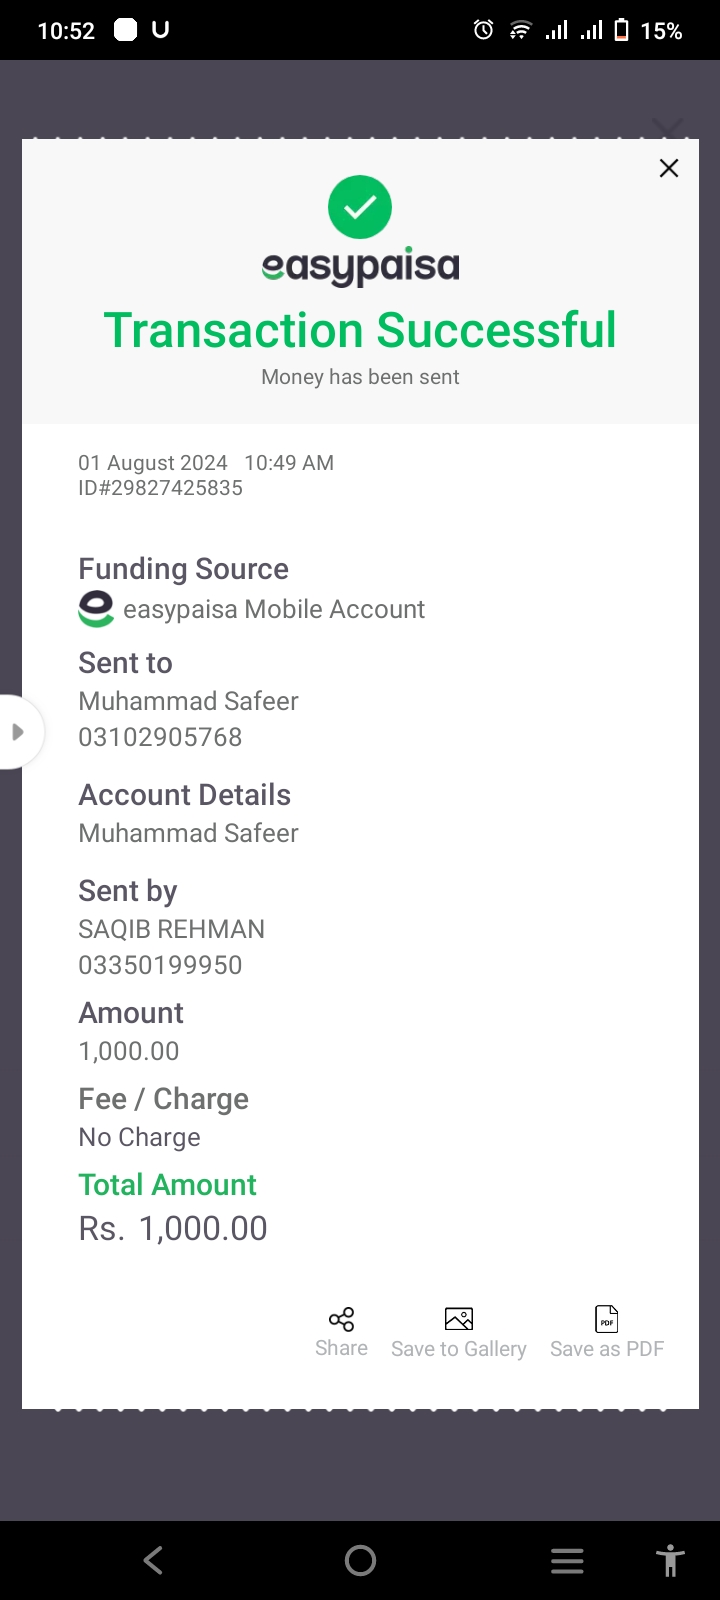 10:52
15%
easypaisa
Transaction Successful
Money has been sent
01 August 2024 10:49 AM
ID#29827425835
Funding Source
easypaisa Mobile Account
Sent to
Muhammad Safeer
03102905768
Account Details
Muhammad Safeer
Sent by
SAQIB REHMAN
03350199950
Amount
1,000.00
Fee / Charge
No Charge
Total Amount
Rs. 1,000.00
PDF
Share Save to Gallery Save as PDF